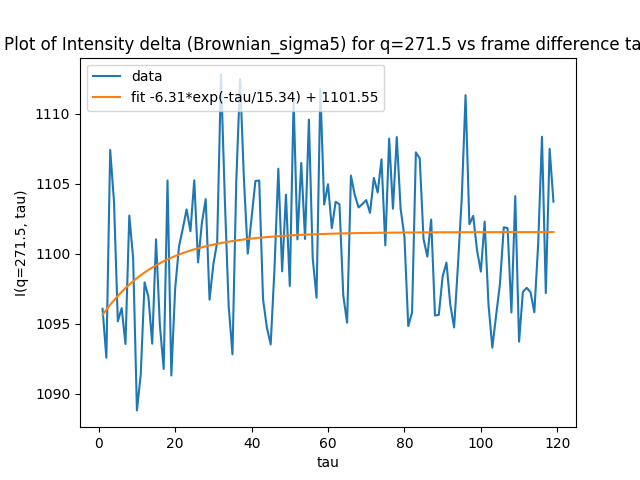 Plot of Intensity delta (Brownian_sigma5) for q=271.5 vs frame difference ta
data
fit -6.31*exp(-tau/15.34) + 1101.55
1110
1105
1100
1095
1090
I(q=271.5, tau)
0 20 40 60 80 100 120
tau